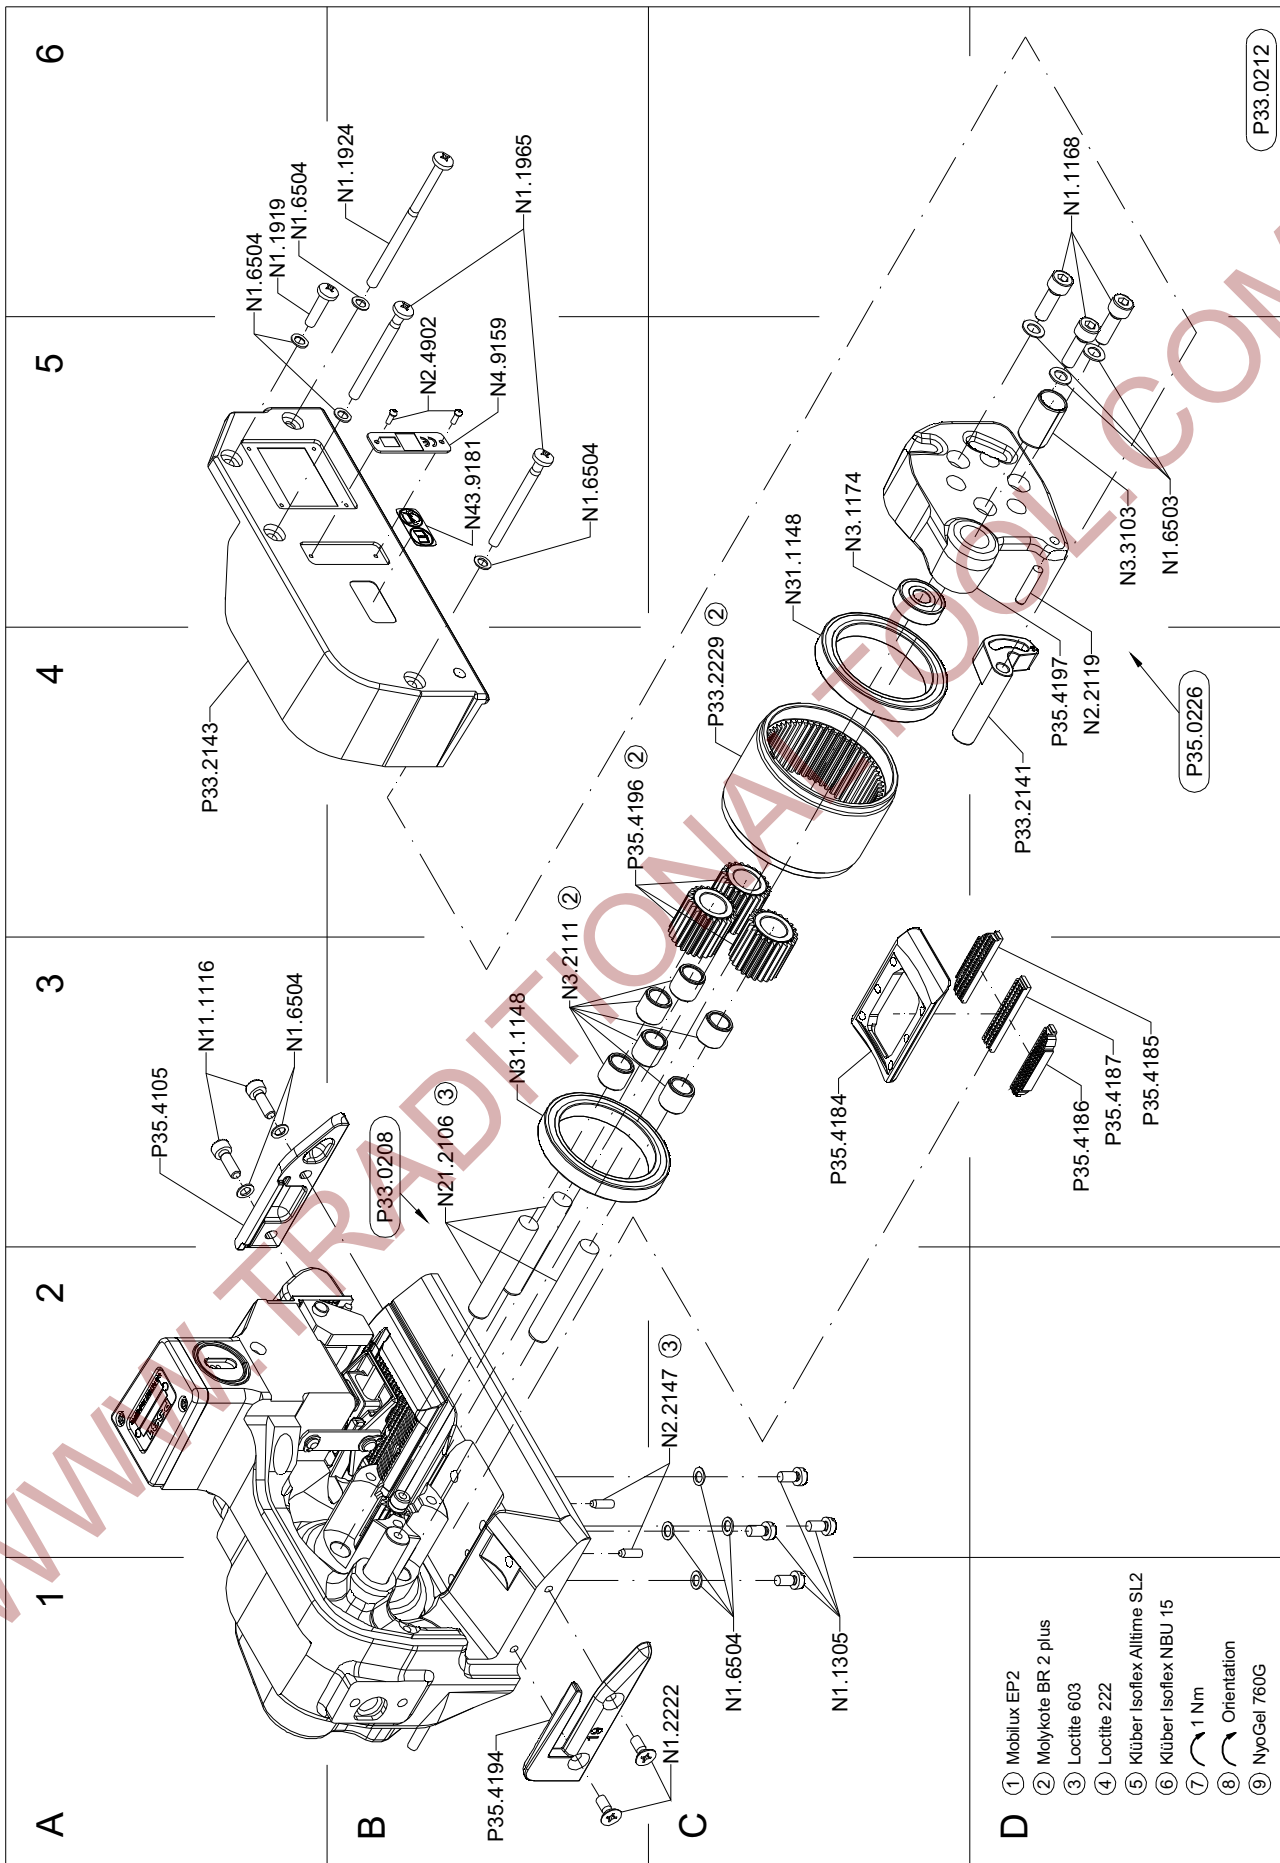 A
B
C
D
1
2
3
4
5
6
P33.2143
N1.6504
N1.1919
N1.6504
N1.1924
N1.1965
N2.4902
N4.9159
N43.9181
N1.6504
P35.4105
N11.1116
N1.6504
P33.0208
N21.2106 ③
N31.1148
N3.2111 ②
P35.4196 ②
P33.2229 ②
N31.1148
N3.1174
N1.1168
N1.6503
N3.3103
P35.4197
N2.2119
P33.2141
P35.0226
P33.0212
P35.4184
P35.4186
P35.4187
P35.4185
N2.2147 ③
N1.6504
N1.1305
P35.4194
N1.2222
① Mobilux EP2
② Molykote BR 2 plus
③ Loctite 603
④ Loctite 222
⑤ Klüber Isoflex Alltime SL2
⑥ Klüber Isoflex NBU 15
⑦ 1 Nm
⑧ Orientation
⑨ NyoGel 760G
WWW.TRADITIONALTOOL.COM